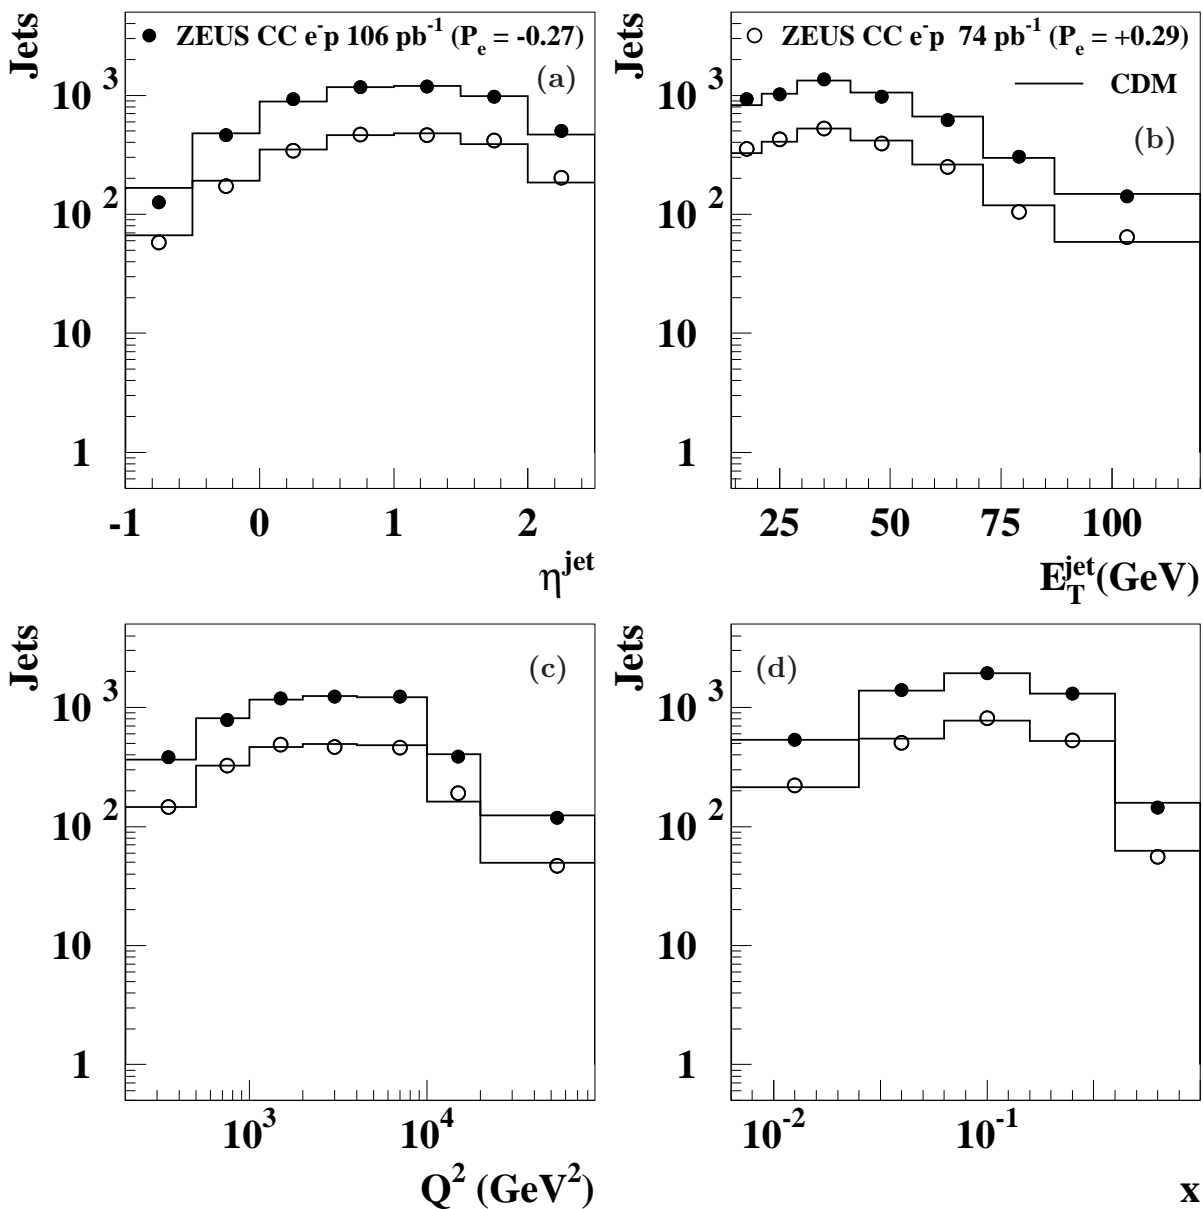 Jets
● ZEUS CC e⁻p 106 pb⁻¹ (Pₑ = -0.27)
(a)
10³
10²
10
1
-1 0 1 2
η^jet
Jets
○ ZEUS CC e⁻p 74 pb⁻¹ (Pₑ = +0.29)
— CDM
(b)
10³
10²
10
1
25 50 75 100
E_T^jet(GeV)
Jets
(c)
10³
10²
10
1
10³ 10⁴
Q² (GeV²)
Jets
(d)
10³
10²
10
1
10⁻² 10⁻¹
x